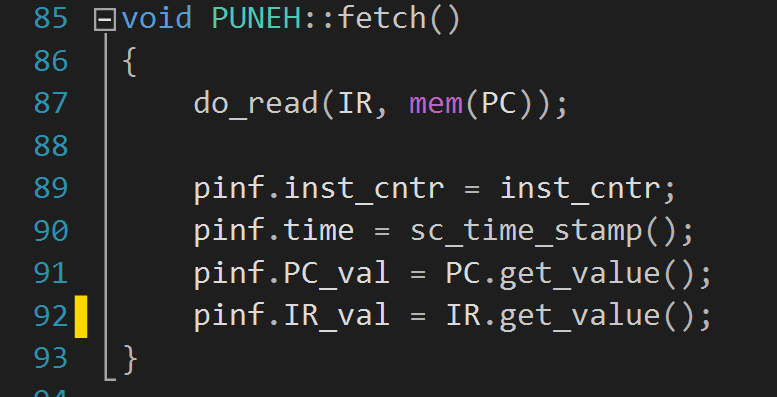 85 void PUNEH::fetch()
86 {
87 do_read(IR, mem(PC));
88
89 pinf.inst_cntr = inst_cntr;
90 pinf.time = sc_time_stamp();
91 pinf.PC_val = PC.get_value();
92 pinf.IR_val = IR.get_value();
93 }